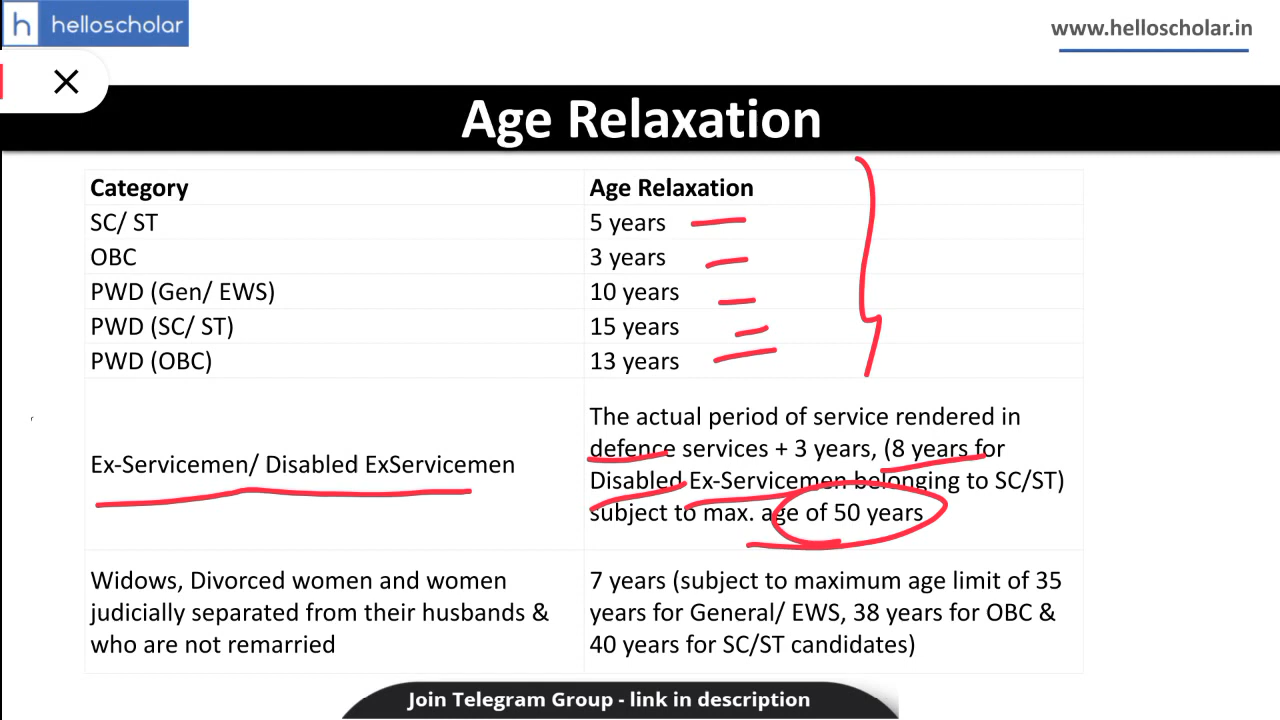 h helloscholar
www.helloscholar.in
Age Relaxation
Category Age Relaxation
SC/ ST 5 years
OBC 3 years
PWD (Gen/ EWS) 10 years
PWD (SC/ ST) 15 years
PWD (OBC) 13 years
Ex-Servicemen/ Disabled ExServicemen
The actual period of service rendered in
defence services + 3 years, (8 years for
Disabled Ex-Servicemen belonging to SC/ST)
subject to max. age of 50 years
Widows, Divorced women and women
judicially separated from their husbands &
who are not remarried
7 years (subject to maximum age limit of 35
years for General/ EWS, 38 years for OBC &
40 years for SC/ST candidates)
Join Telegram Group - link in description